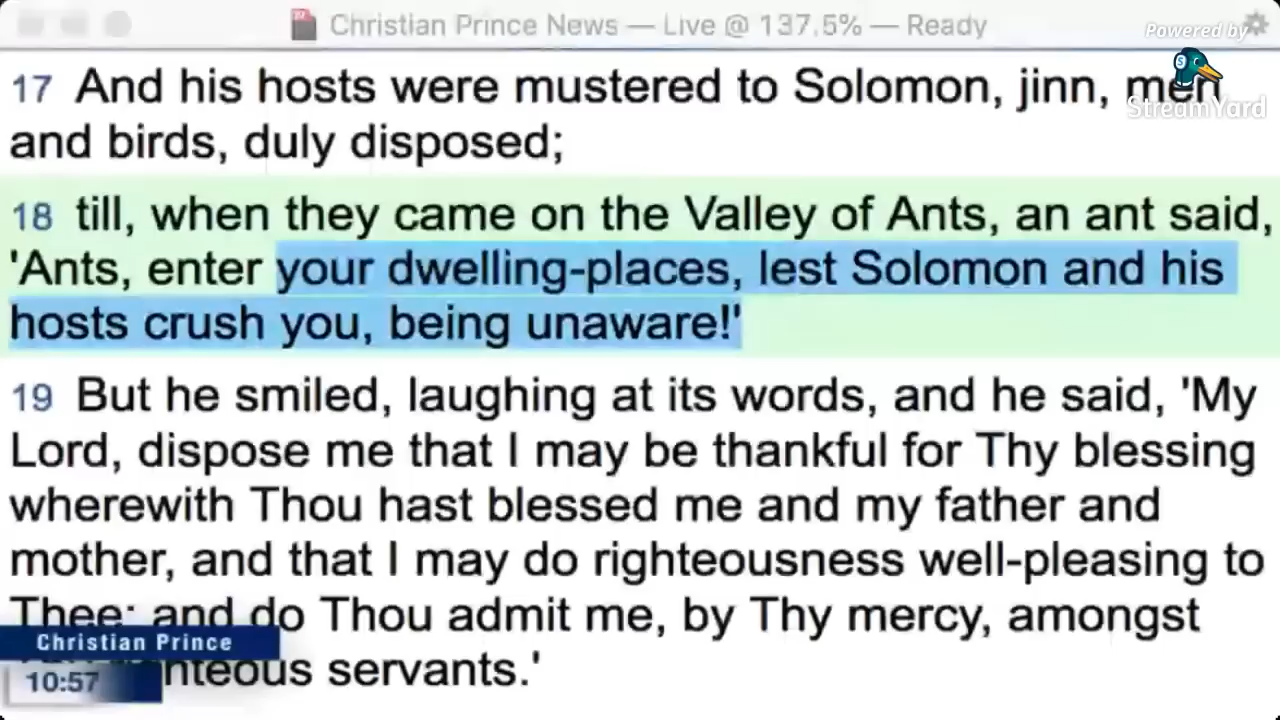 Christian Prince News — Live @ 137.5% — Ready
Powered by
StreamYard
17 And his hosts were mustered to Solomon, jinn, men
and birds, duly disposed;
18 till, when they came on the Valley of Ants, an ant said,
'Ants, enter your dwelling-places, lest Solomon and his
hosts crush you, being unaware!'
19 But he smiled, laughing at its words, and he said, 'My
Lord, dispose me that I may be thankful for Thy blessing
wherewith Thou hast blessed me and my father and
mother, and that I may do righteousness well-pleasing to
Thee; and do Thou admit me, by Thy mercy, amongst
servants.'
Christian Prince
10:57